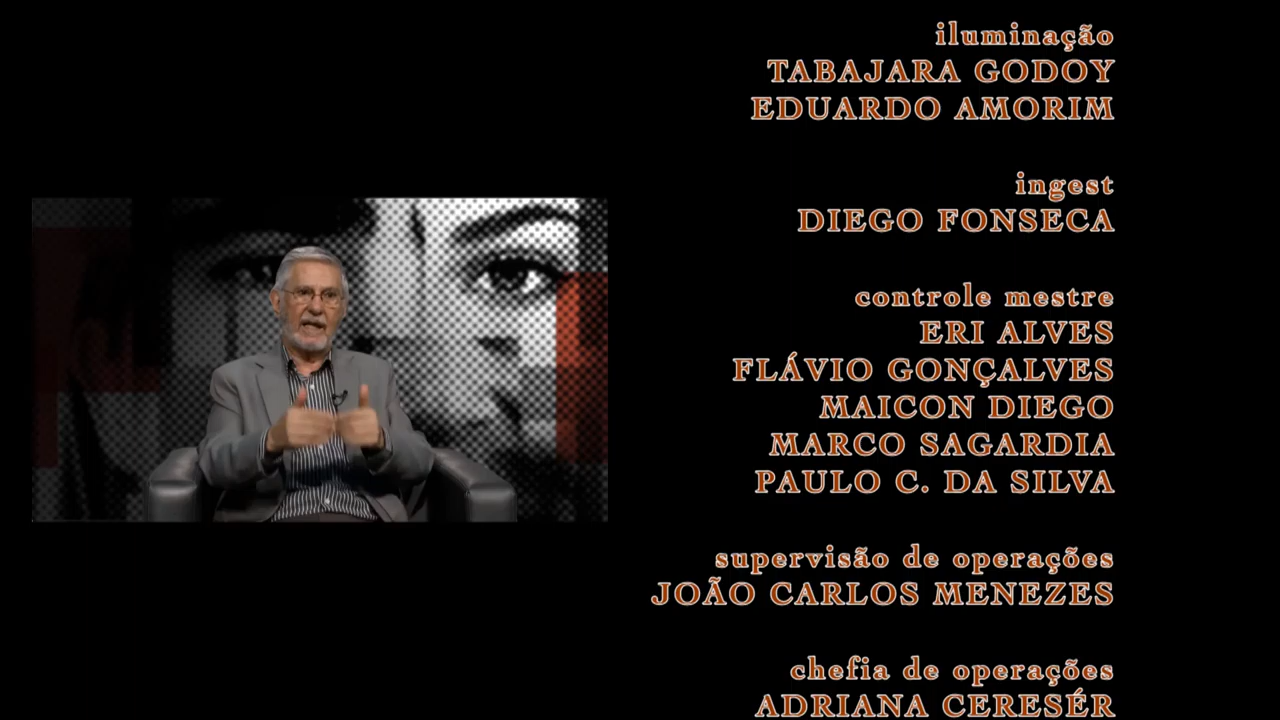 iluminação
TABAJARA GODOY
EDUARDO AMORIM
ingest
DIEGO FONSECA
controle mestre
ERI ALVES
FLÁVIO GONÇALVES
MAICON DIEGO
MARCO SAGARDIA
PAULO C. DA SILVA
supervisão de operações
JOÃO CARLOS MENEZES
chefia de operações
ADRIANA CERESÉR